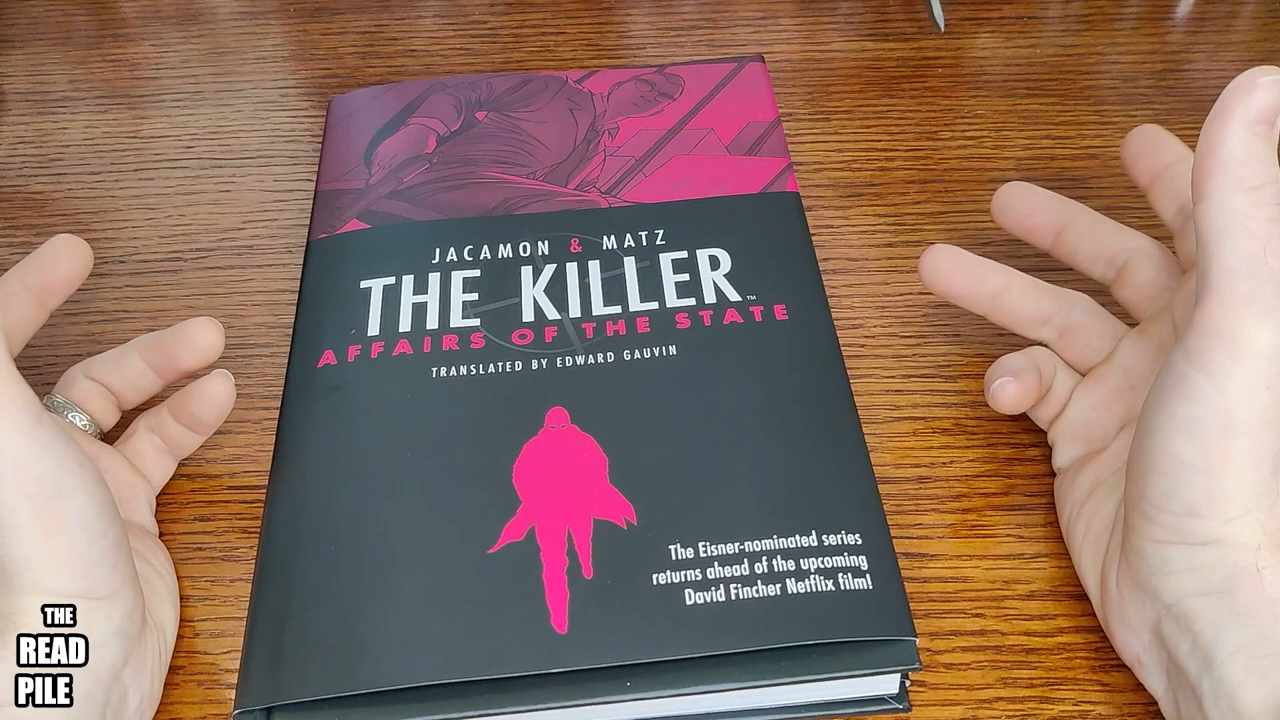 JACAMON & MATZ
THE KILLER™
AFFAIRS OF THE STATE
TRANSLATED BY EDWARD GAUVIN
The Eisner-nominated series
returns ahead of the upcoming
David Fincher Netflix film!
THE
READ
PILE